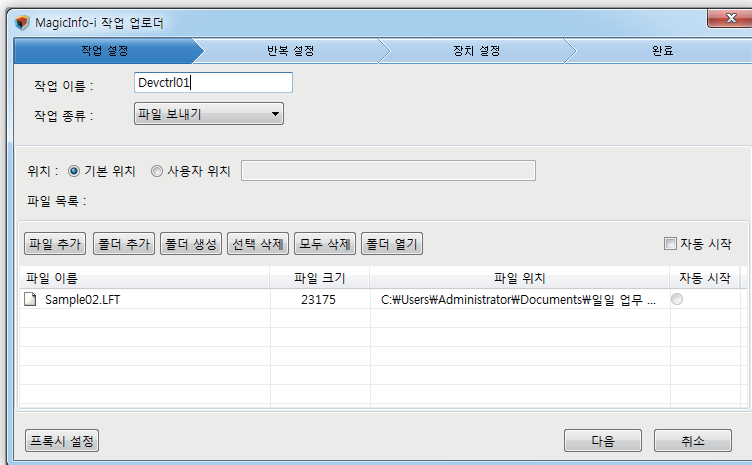 MagicInfo-i 작업 업로더
작업 설정 반복 설정 장치 설정 완료
작업 이름 : Devctrl01
작업 종류 : 파일 보내기
위치 : 기본 위치 사용자 위치
파일 목록 :
파일 추가 폴더 추가 폴더 생성 선택 삭제 모두 삭제 폴더 열기 자동 시작
파일 이름 파일 크기 파일 위치 자동 시작
Sample02.LFT 23175 C:₩Users₩Administrator₩Documents₩일일 업무 ...
프록시 설정 다음 취소